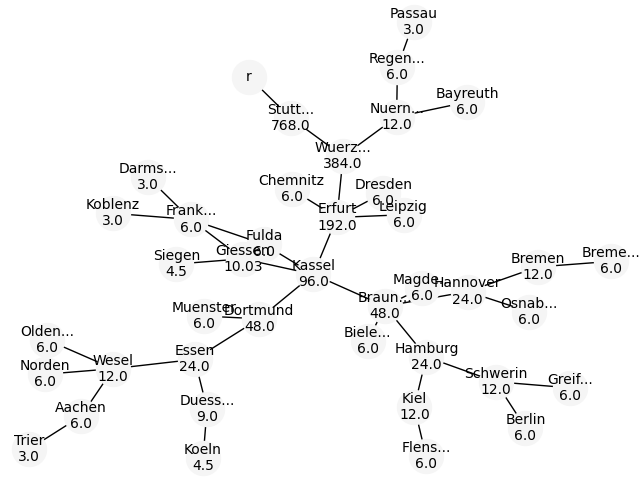 Passau
3.0
Regen...
6.0
r
Bayreuth
6.0
Stutt...
768.0
Nuern...
12.0
Wuerz...
384.0
Darms...
3.0
Chemnitz
6.0
Dresden
6.0
Koblenz
3.0
Frank...
6.0
Erfurt
192.0
Leipzig
6.0
Fulda
6.0
Siegen
4.5
Giessen
10.03
Kassel
96.0
Bremen
12.0
Breme...
6.0
Magde...
6.0
Hannover
24.0
Braun...
48.0
Osnab...
6.0
Muenster
6.0
Dortmund
48.0
Biele...
6.0
Olden...
6.0
Essen
24.0
Hamburg
24.0
Norden
6.0
Wesel
12.0
Schwerin
12.0
Greif...
6.0
Aachen
6.0
Duess...
9.0
Kiel
12.0
Berlin
6.0
Trier
3.0
Koeln
4.5
Flens...
6.0